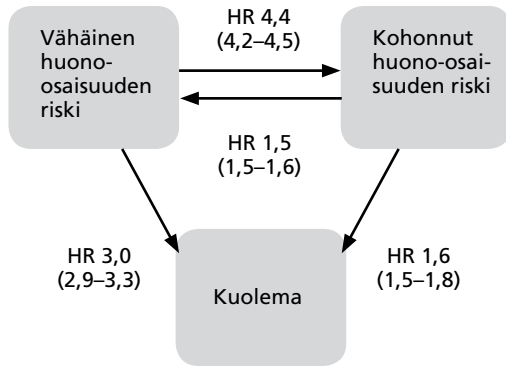 HR 4,4
(4,2–4,5)
Vähäinen
huono-
osaisuuden
riski
Kohonnut
huono-osai-
suuden riski
HR 1,5
(1,5–1,6)
HR 3,0
(2,9–3,3)
HR 1,6
(1,5–1,8)
Kuolema